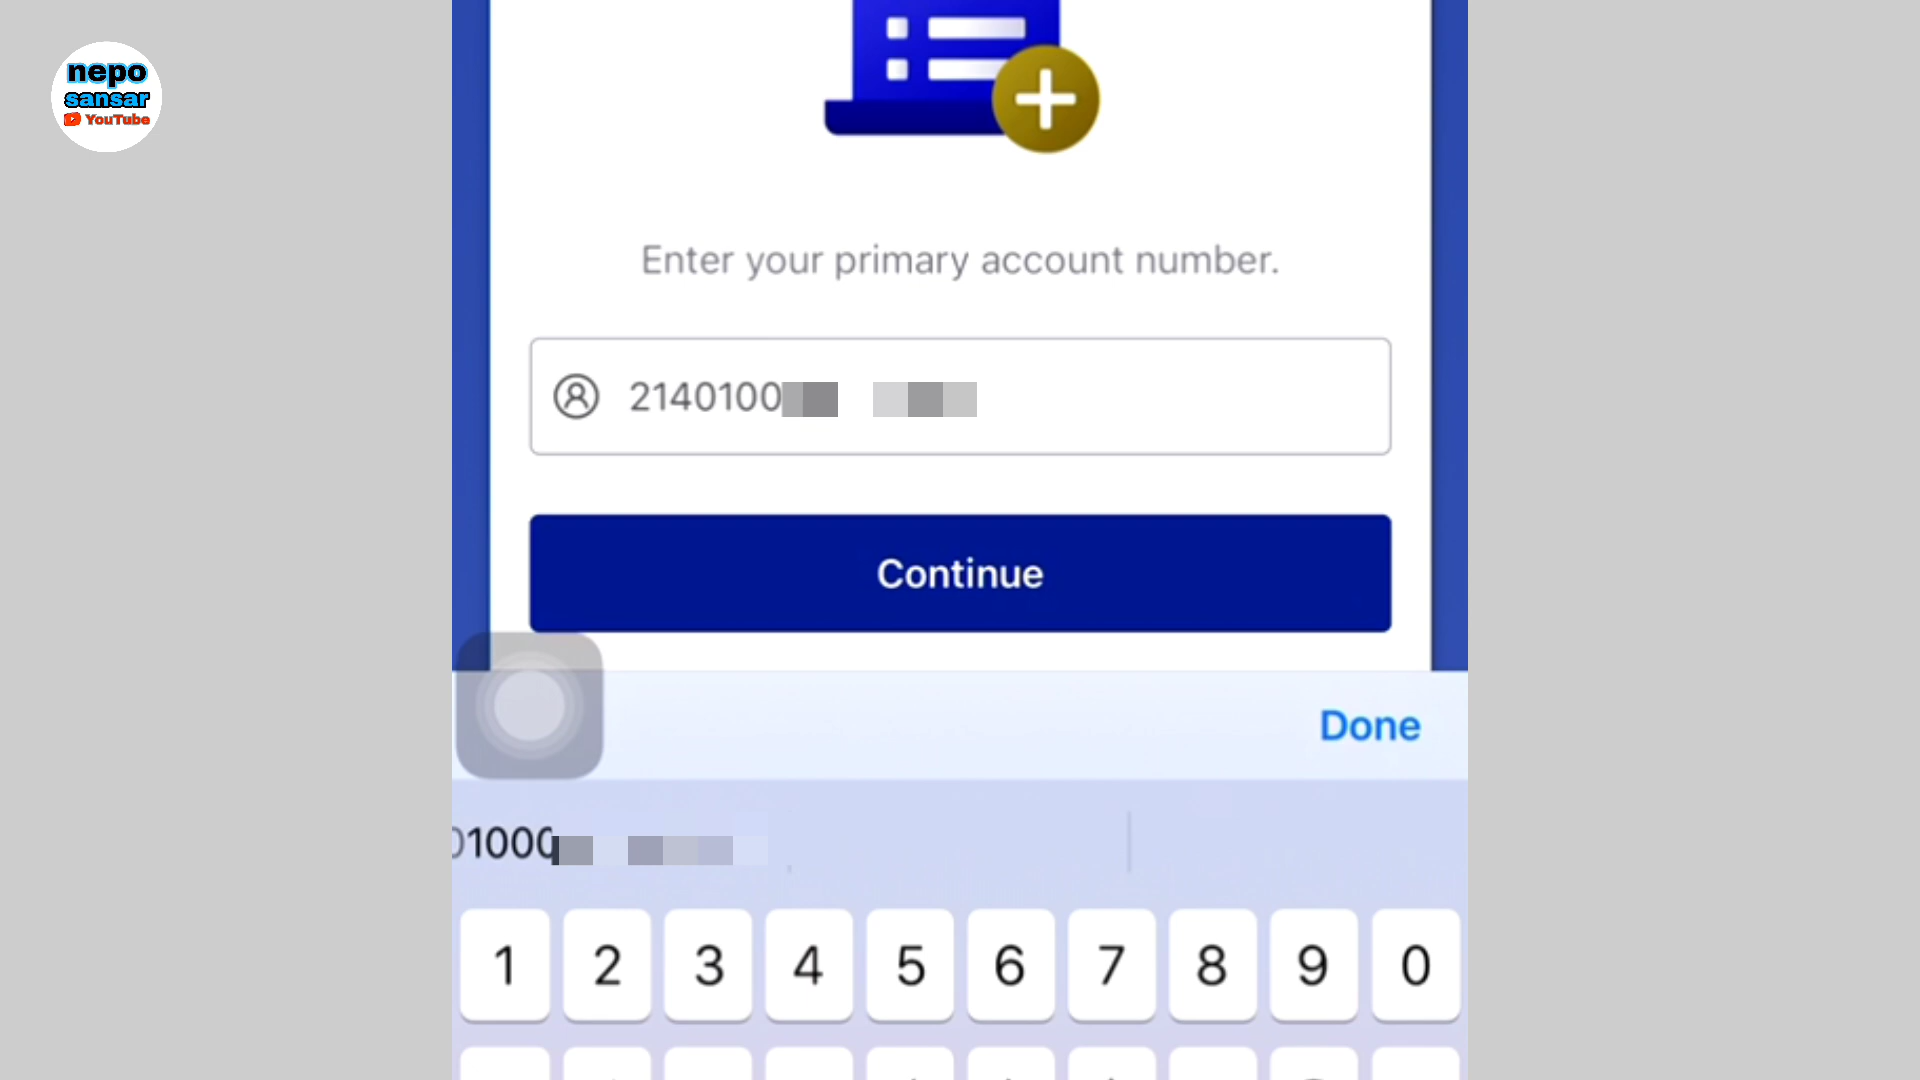 nepo
sansar
YouTube
Enter your primary account number.
2140100
Continue
Done
01000
1 2 3 4 5 6 7 8 9 0